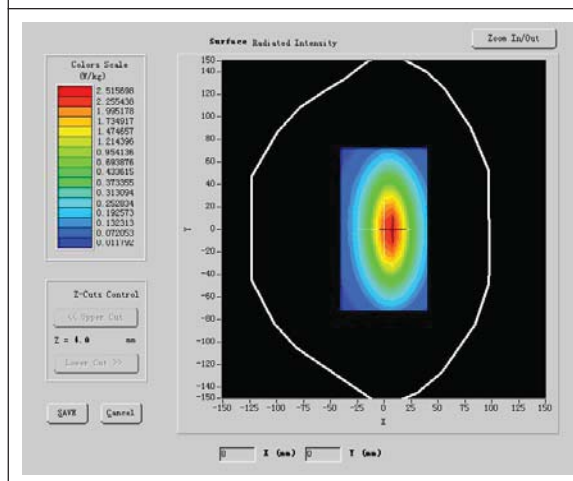 Surface Radiated Intensity
Zoom In/Out
Colors Scale
(W/kg)
2.515698
2.255438
1.995178
1.734917
1.474657
1.214396
0.954136
0.693876
0.433615
0.373355
0.313094
0.252834
0.192573
0.132313
0.072053
0.011792
Z-Cuts Control
<< Upper Cut
Z = 4.0 mm
Lower Cut >>
SAVE Cancel
150
140
120
100
80
60
40
20
0
-20
-40
-60
-80
-100
-120
-140
-150
Y
-150 -125 -100 -75 -50 -25 0 25 50 75 100 125 150
X
0 X (mm) 0 Y (mm)